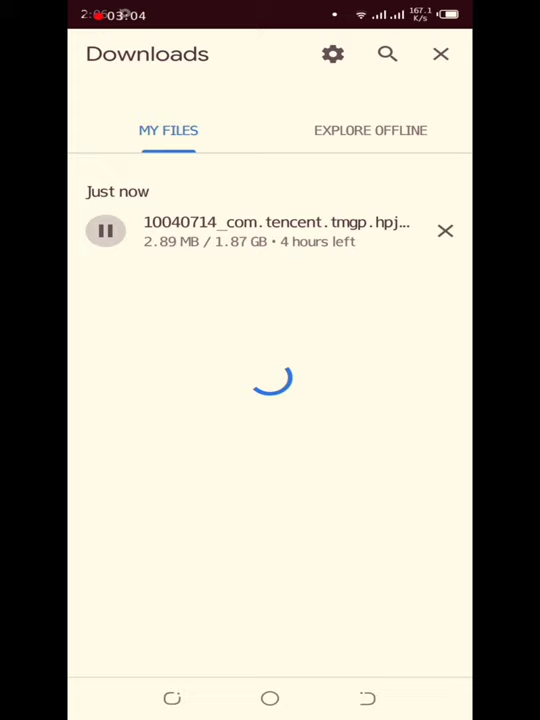 03:04
167.1
K/s
Downloads
MY FILES
EXPLORE OFFLINE
Just now
10040714_com.tencent.tmgp.hpj...
2.89 MB / 1.87 GB • 4 hours left